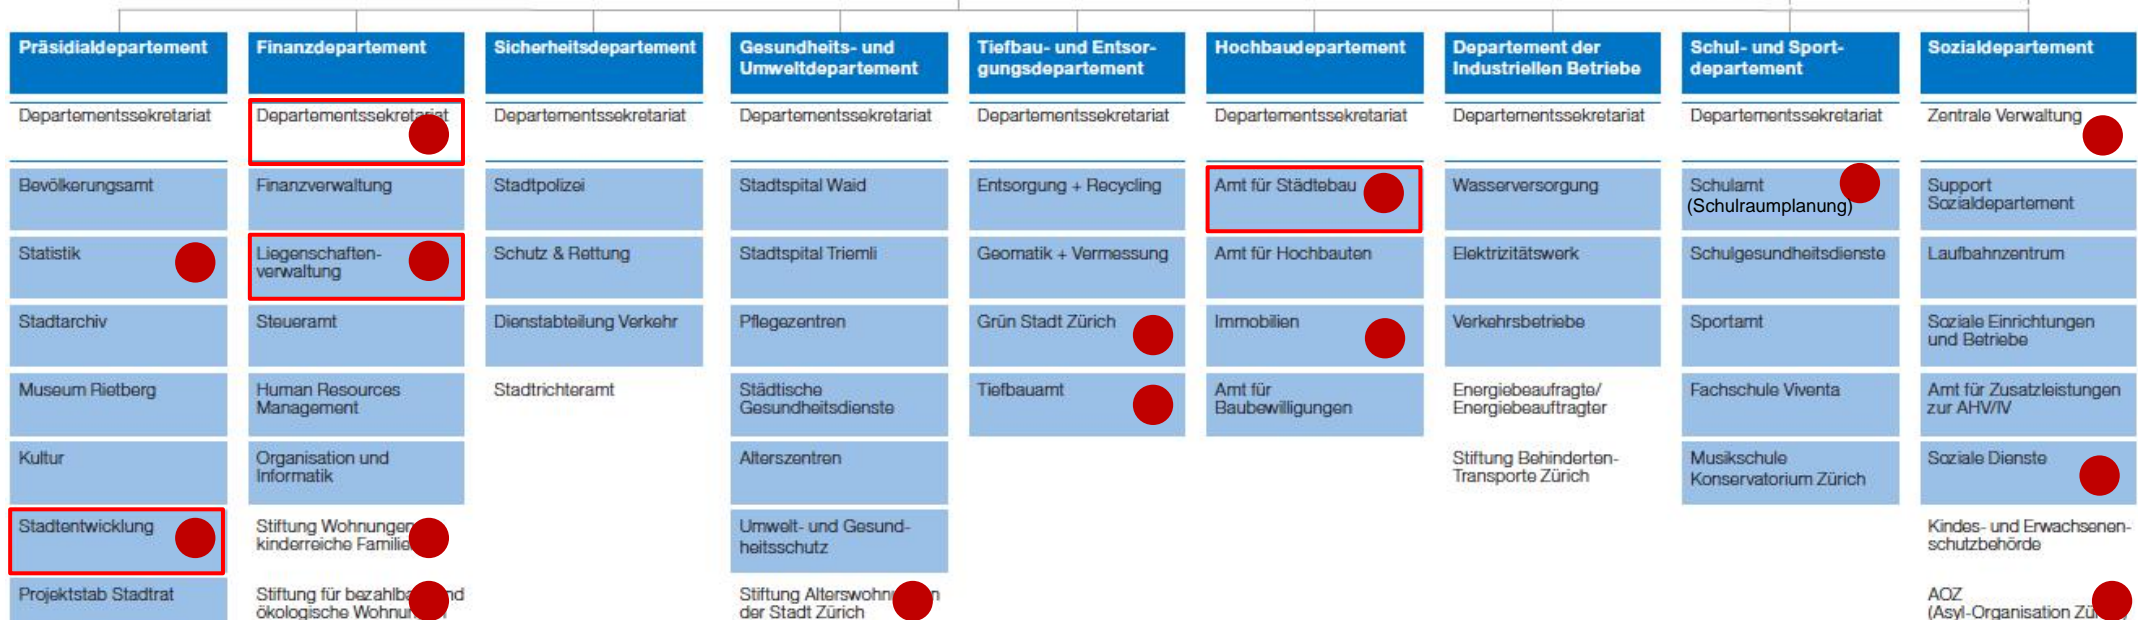 Präsidialdepartement
Departementssekretariat
Bevölkerungsamt
Statistik
Stadtarchiv
Museum Rietberg
Kultur
Stadtentwicklung
Projektstab Stadtrat
Finanzdepartement
Departementssekretariat
Finanzverwaltung
Liegenschaften-
verwaltung
Steueramt
Human Resources
Management
Organisation und
Informatik
Stiftung Wohnungen
kinderreiche Familie
Stiftung für
ökologische
Sicherheitsdepartement
Departementssekretariat
Stadtpolizei
Schutz & Rettung
Dienstabteilung Verkehr
Stadtrichteramt
Gesundheits- und
Umweltdepartement
Departementssekretariat
Stadtspital Waid
Stadtspital Triemli
Pflegezentren
Städtische
Gesundheitsdienste
Alterszentren
Umwelt- und Gesund-
heitsschutz
Stiftung
der Stadt Zürich
Tiefbau- und Entsor-
gungsdepartement
Departementssekretariat
Entsorgung + Recycling
Geomatik + Vermessung
Grün Stadt Zürich
Tiefbauamt
Hochbaudepartement
Departementssekretariat
Amt für Städtebau
Amt für Hochbauten
Immobilien
Amt für
Baubewilligungen
Departement der
Industriellen Betriebe
Departementssekretariat
Wasserversorgung
Elektrizitätswerk
Verkehrsbetriebe
Energiebeaufragte/
Energiebeauftragter
Stiftung Behinderten-
Transporte Zürich
Schul- und Sport-
departement
Departementssekretariat
Schulamt
(Schulraumplanung)
Schulgesundheitsdienste
Sportamt
Fachschule Viventa
Musikschule
Konservatorium Zürich
Sozialdepartement
Zentrale Verwaltung
Support
Sozialdepartement
Laufbahnzentrum
Soziale Einrichtungen
und Betriebe
Amt für Zusatzleistungen
zur AHV/IV
Soziale Dienste
Kindes- und Erwachsenen-
schutzbehörde
AOZ
(Asyl-Organisation